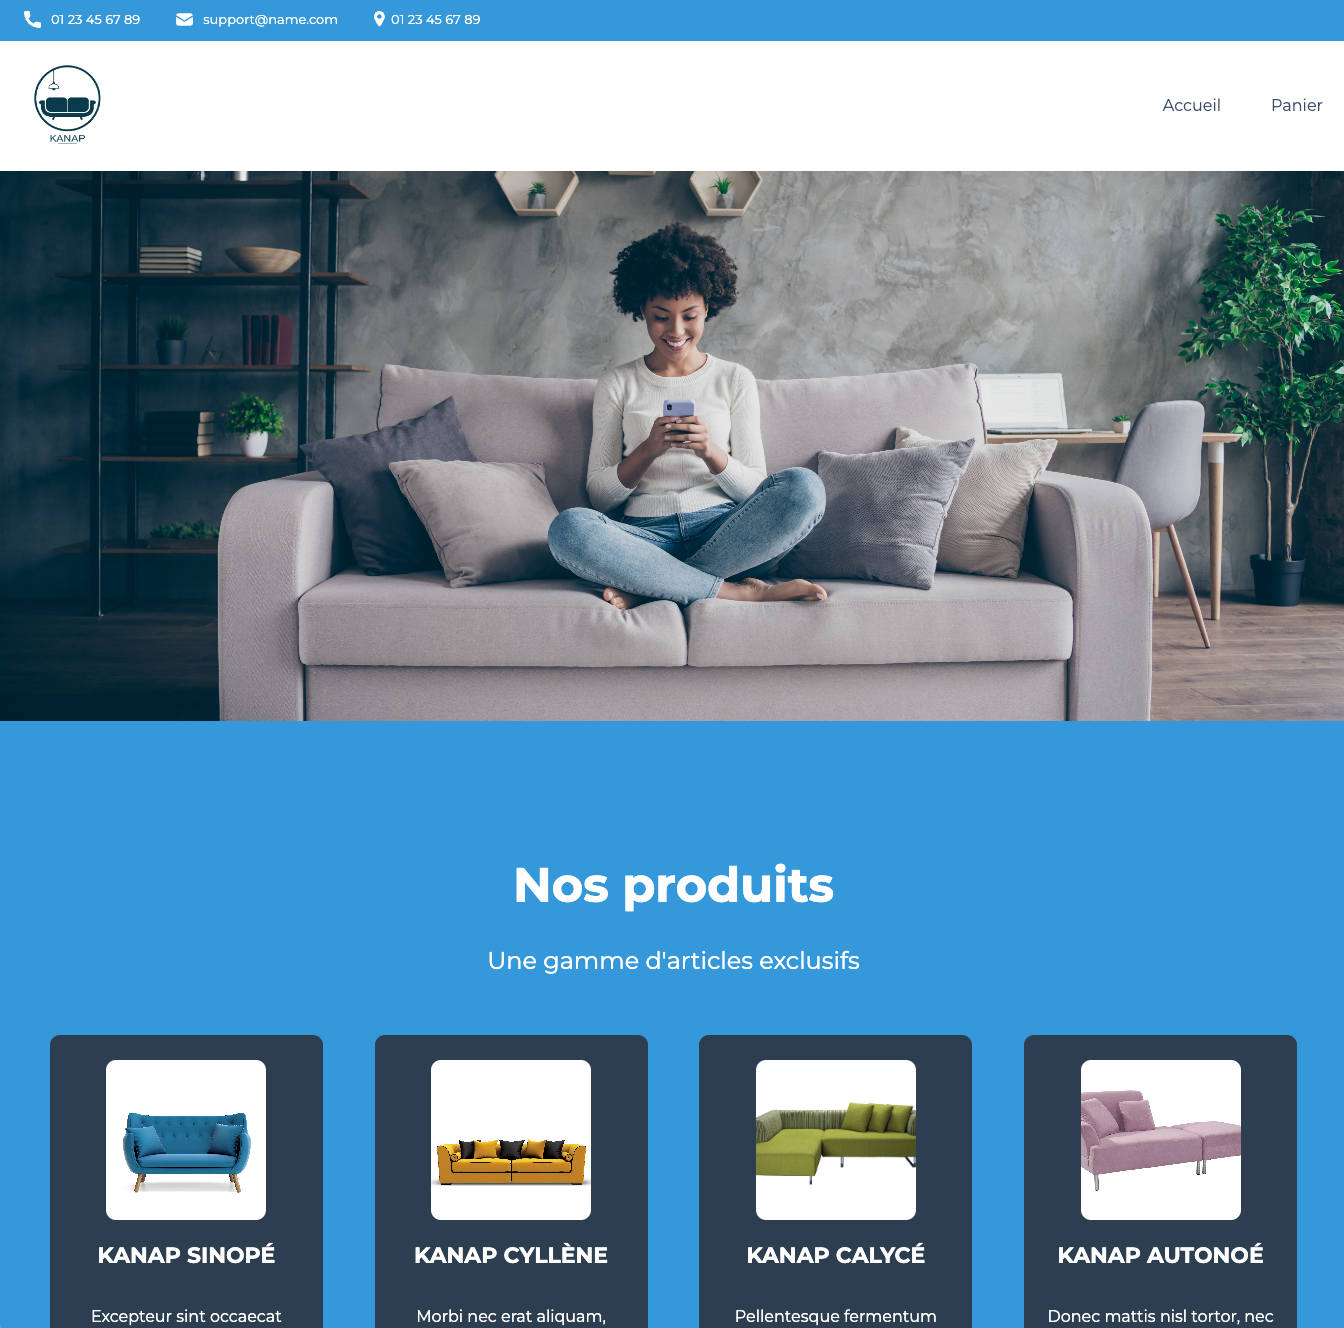 01 23 45 67 89 support@name.com 01 23 45 67 89
KANAP
Accueil Panier
Nos produits
Une gamme d'articles exclusifs
KANAP SINOPÉ
Excepteur sint occaecat
KANAP CYLLÈNE
Morbi nec erat aliquam,
KANAP CALYCÉ
Pellentesque fermentum
KANAP AUTONOÉ
Donec mattis nisl tortor, nec